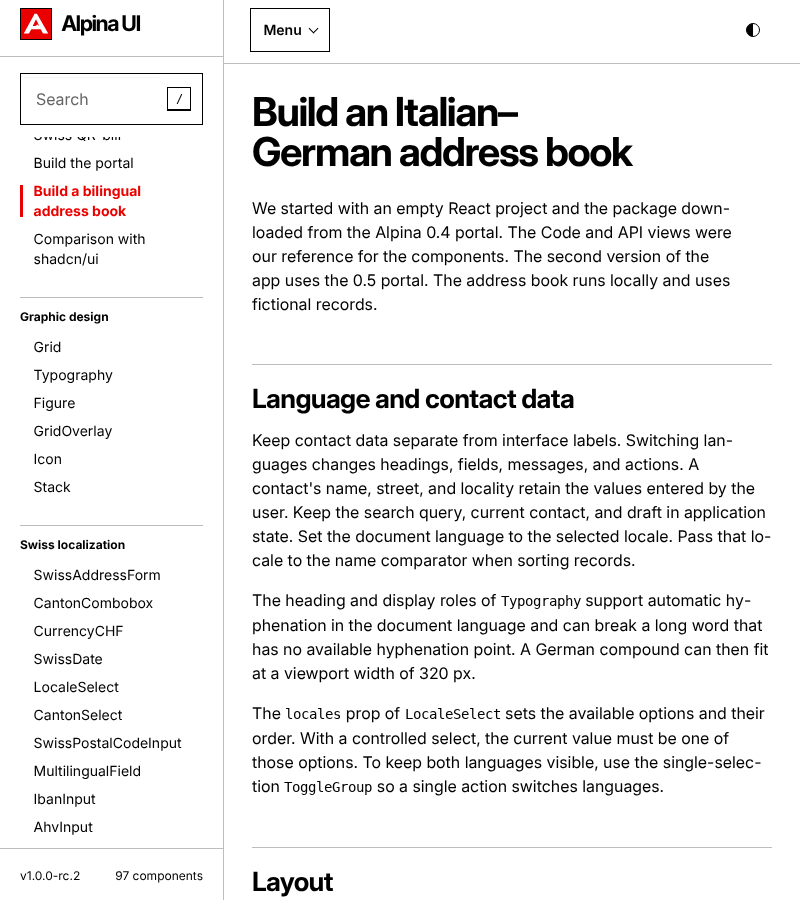 Alpina UI
Menu
Search /
Build the portal
Build a bilingual
address book
Comparison with
shadcn/ui
Graphic design
Grid
Typography
Figure
GridOverlay
Icon
Stack
Swiss localization
SwissAddressForm
CantonCombobox
CurrencyCHF
SwissDate
LocaleSelect
CantonSelect
SwissPostalCodeInput
MultilingualField
IbanInput
AhvInput
v1.0.0-rc.2 97 components
Build an Italian–
German address book
We started with an empty React project and the package down-
loaded from the Alpina 0.4 portal. The Code and API views were
our reference for the components. The second version of the
app uses the 0.5 portal. The address book runs locally and uses
fictional records.
Language and contact data
Keep contact data separate from interface labels. Switching lan-
guages changes headings, fields, messages, and actions. A
contact's name, street, and locality retain the values entered by the
user. Keep the search query, current contact, and draft in application
state. Set the document language to the selected locale. Pass that lo-
cale to the name comparator when sorting records.
The heading and display roles of Typography support automatic hy-
phenation in the document language and can break a long word that
has no available hyphenation point. A German compound can then fit
at a viewport width of 320 px.
The locales prop of LocaleSelect sets the available options and their
order. With a controlled select, the current value must be one of
those options. To keep both languages visible, use the single-selec-
tion ToggleGroup so a single action switches languages.
Layout